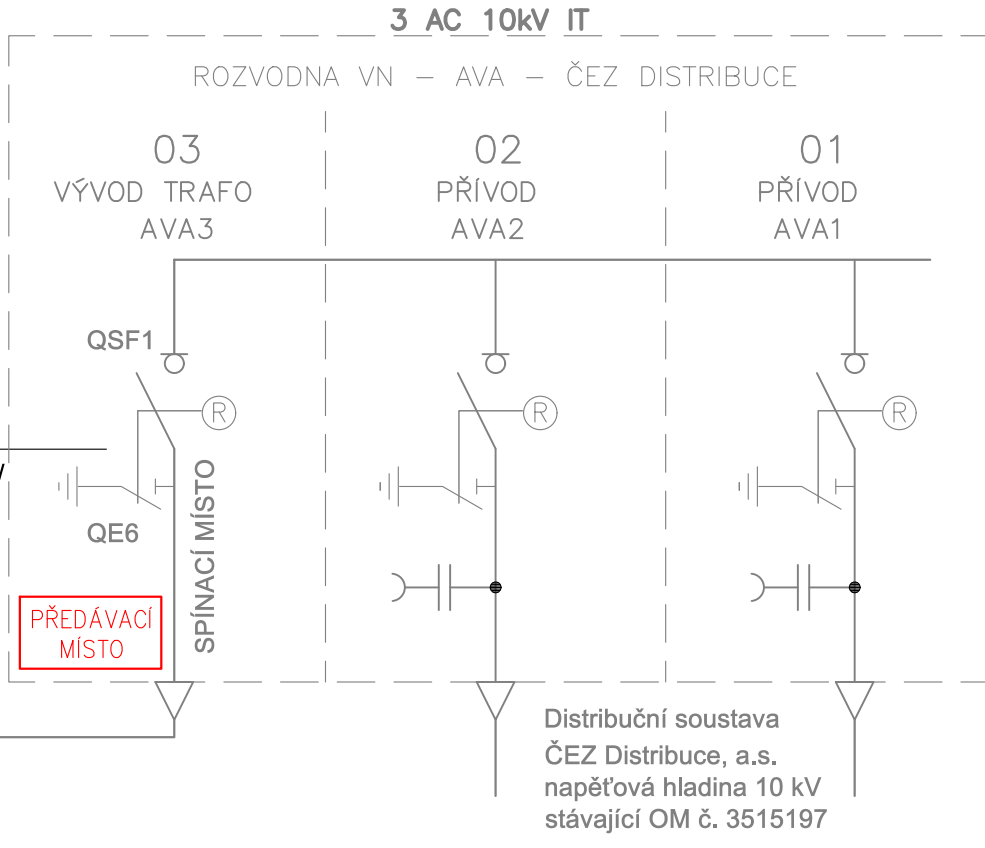 3 AC 10kV IT
ROZVODNA VN – AVA – ČEZ DISTRIBUCE
03
VÝVOD TRAFO
AVA3
02
PŘÍVOD
AVA2
01
PŘÍVOD
AVA1
QSF1
R
R
R
QE6
SPÍNACÍ MÍSTO
PŘEDÁVACÍ
MÍSTO
Distribuční soustava
ČEZ Distribuce, a.s.
napěťová hladina 10 kV
stávající OM č. 3515197